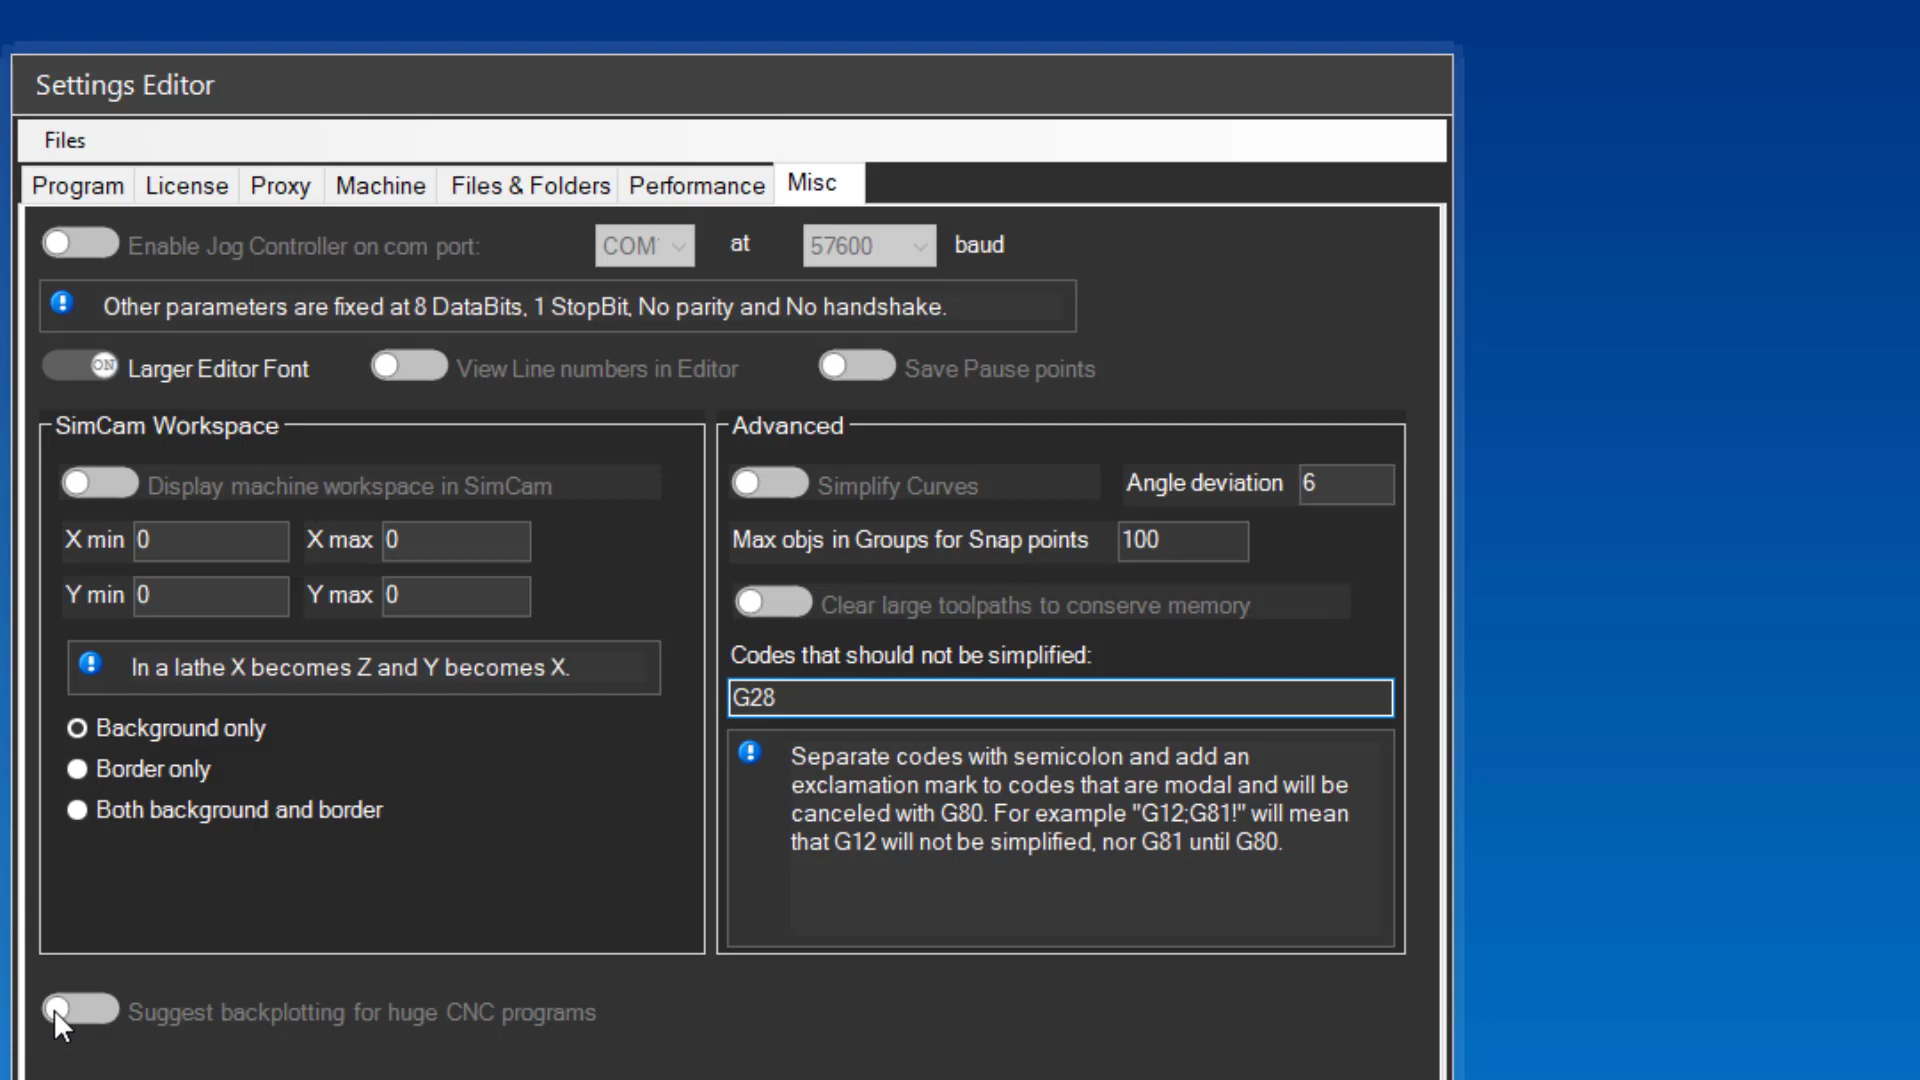 Settings Editor
Files
Program License Proxy Machine Files & Folders Performance Misc
Enable Jog Controller on com port: COM at 57600 baud
Other parameters are fixed at 8 DataBits, 1 StopBit, No parity and No handshake.
ON Larger Editor Font View Line numbers in Editor Save Pause points
SimCam Workspace
Display machine workspace in SimCam
X min 0 X max 0
Y min 0 Y max 0
In a lathe X becomes Z and Y becomes X.
Background only
Border only
Both background and border
Advanced
Simplify Curves Angle deviation 6
Max objs in Groups for Snap points 100
Clear large toolpaths to conserve memory
Codes that should not be simplified:
G28
Separate codes with semicolon and add an
exclamation mark to codes that are modal and will be
canceled with G80. For example "G12;G81!" will mean
that G12 will not be simplified, nor G81 until G80.
Suggest backplotting for huge CNC programs